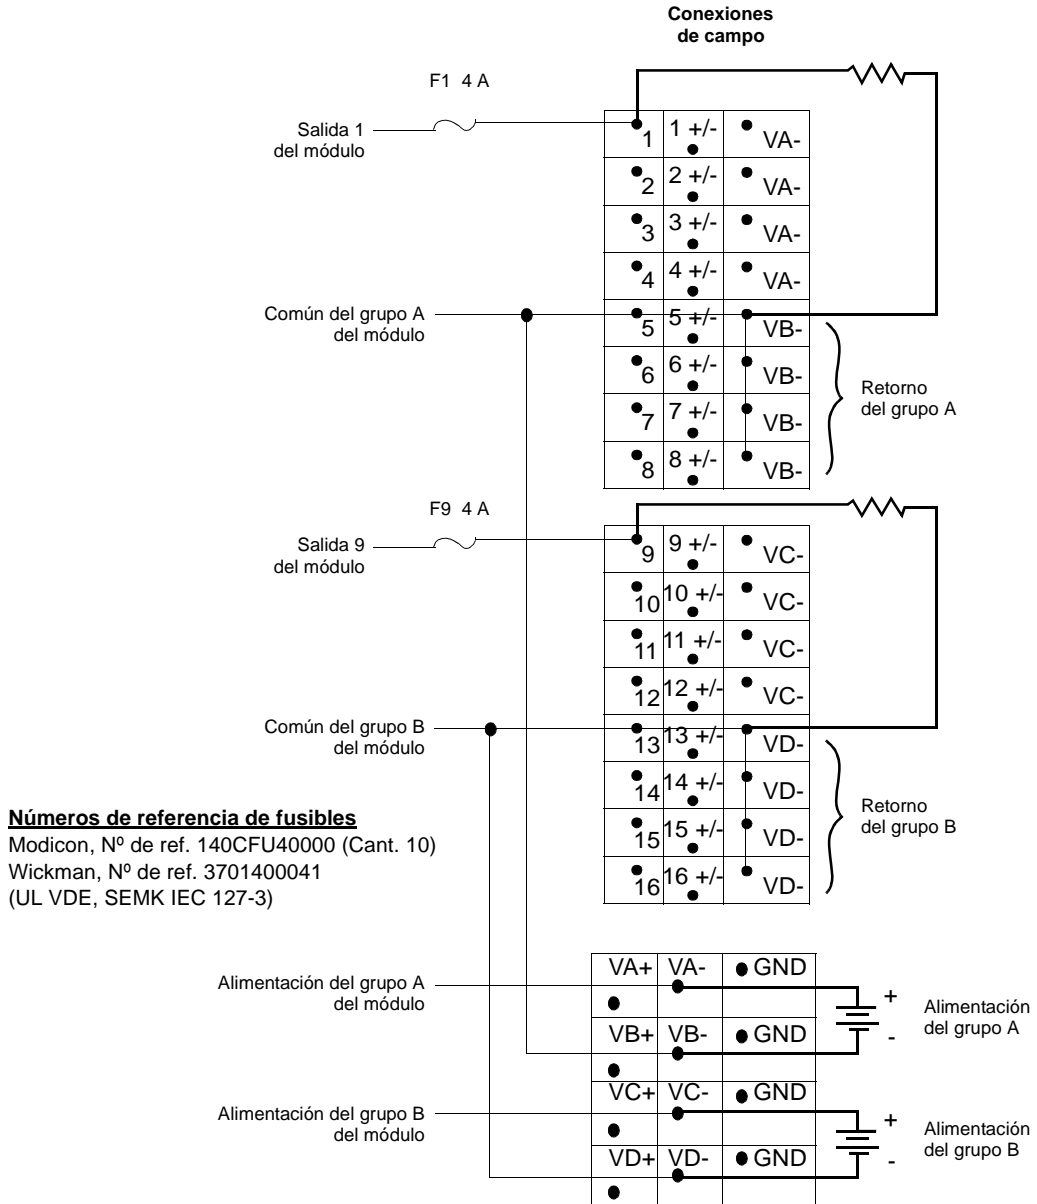 Conexiones
de campo
F1 4 A
Salida 1
del módulo
1 1 +/- VA-
2 2 +/- VA-
3 3 +/- VA-
4 4 +/- VA-
Común del grupo A
del módulo
5 5 +/- VB-
6 6 +/- VB-
7 7 +/- VB-
8 8 +/- VB-
Retorno
del grupo A
F9 4 A
Salida 9
del módulo
9 9 +/- VC-
10 10 +/- VC-
11 11 +/- VC-
12 12 +/- VC-
Común del grupo B
del módulo
13 13 +/- VD-
14 14 +/- VD-
15 15 +/- VD-
16 16 +/- VD-
Retorno
del grupo B
Números de referencia de fusibles
Modicon, Nº de ref. 140CFU40000 (Cant. 10)
Wickman, Nº de ref. 3701400041
(UL VDE, SEMK IEC 127-3)
Alimentación del grupo A
del módulo
VA+ VA- GND
VB+ VB- GND
+
-
Alimentación
del grupo A
Alimentación del grupo B
del módulo
VC+ VC- GND
VD+ VD- GND
+
-
Alimentación
del grupo B